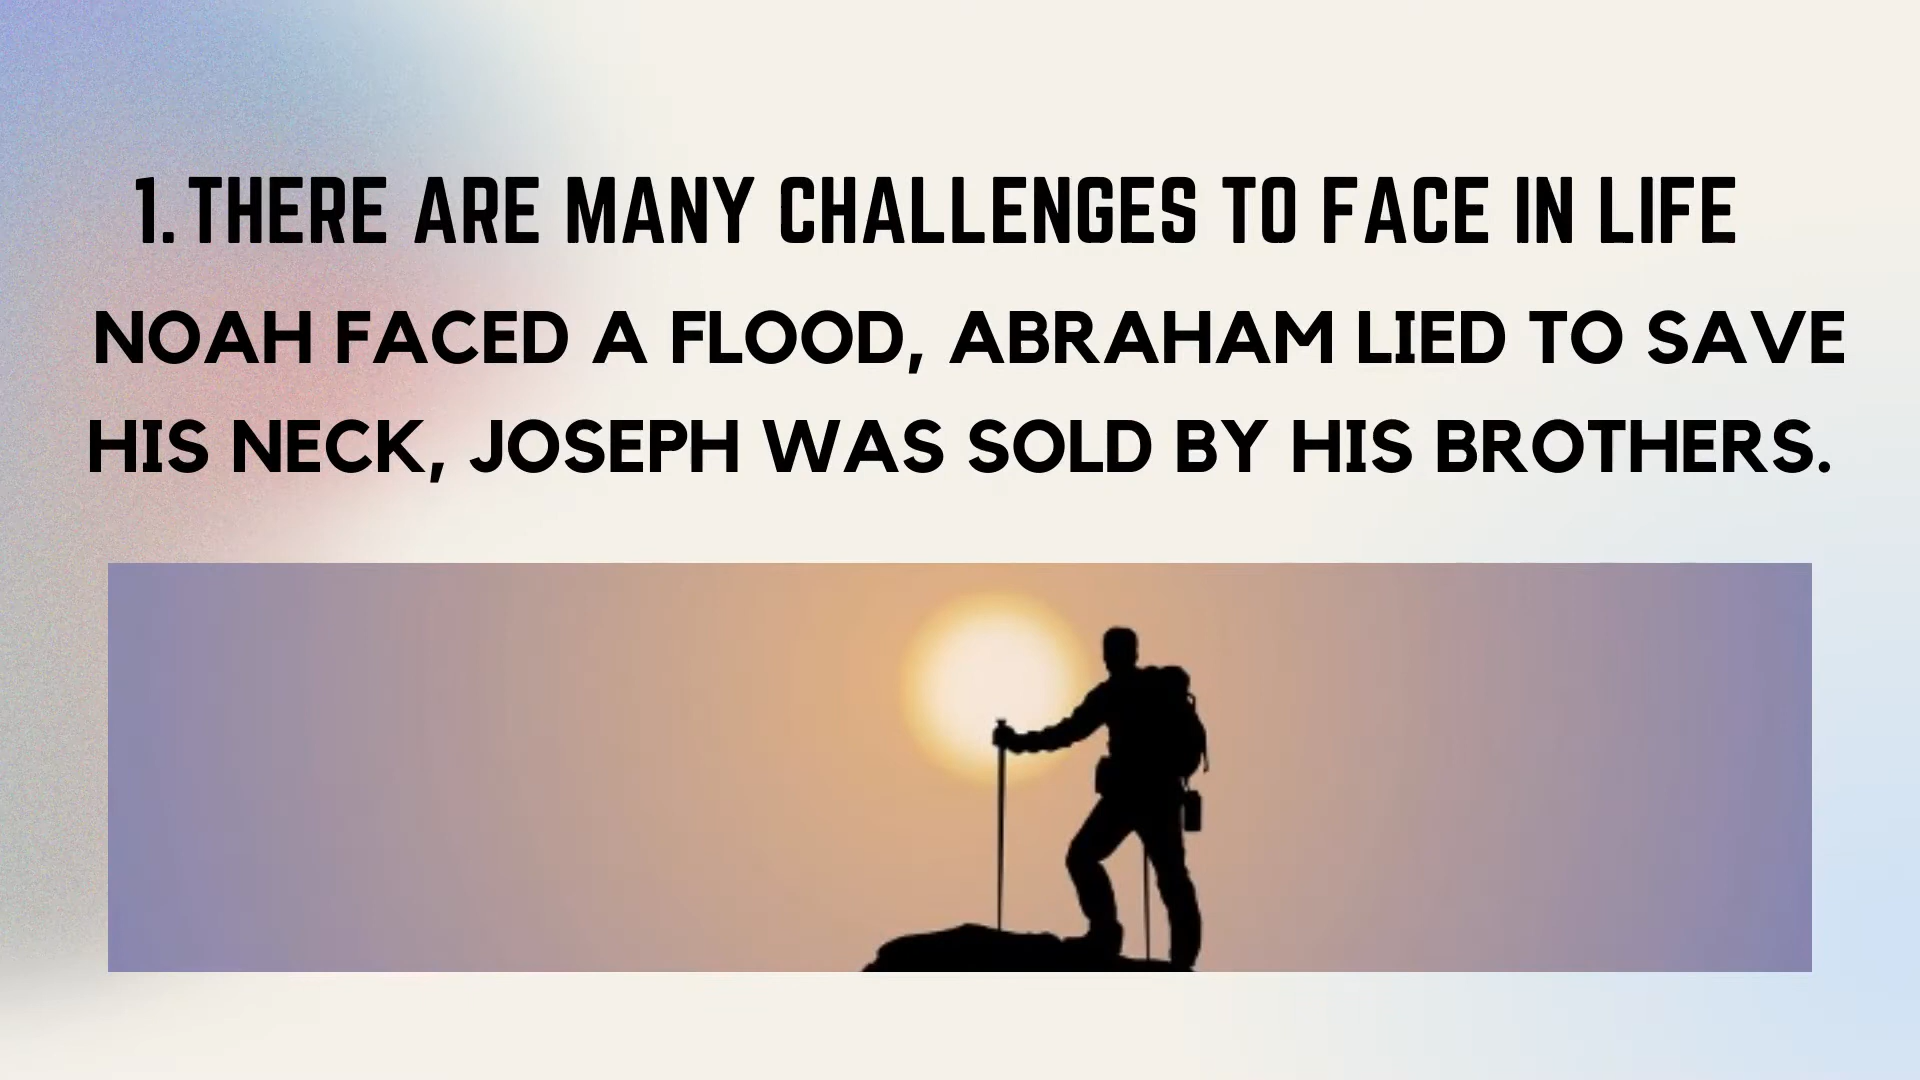 1. THERE ARE MANY CHALLENGES TO FACE IN LIFE
NOAH FACED A FLOOD, ABRAHAM LIED TO SAVE
HIS NECK, JOSEPH WAS SOLD BY HIS BROTHERS.